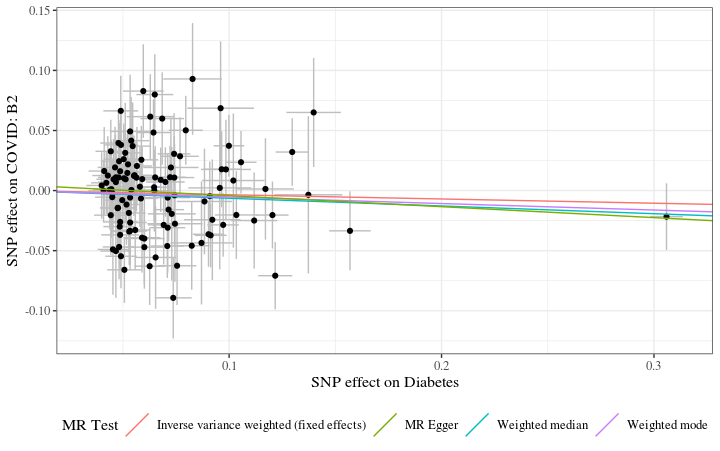 0.15
0.10
0.05
0.00
-0.05
-0.10
SNP effect on COVID: B2
0.1 0.2 0.3
SNP effect on Diabetes
MR Test Inverse variance weighted (fixed effects) MR Egger Weighted median Weighted mode